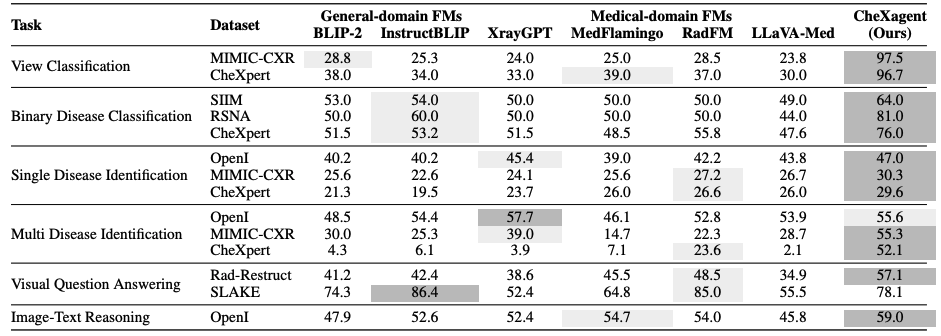 Task Dataset General-domain FMs Medical-domain FMs CheXagent
BLIP-2 InstructBLIP XrayGPT MedFlamingo RadFM LLaVA-Med (Ours)
View Classification MIMIC-CXR 28.8 25.3 24.0 25.0 28.5 23.8 97.5
CheXpert 38.0 34.0 33.0 39.0 37.0 30.0 96.7
Binary Disease Classification SIIM 53.0 54.0 50.0 50.0 50.0 49.0 64.0
RSNA 50.0 60.0 50.0 50.0 50.0 44.0 81.0
CheXpert 51.5 53.2 51.5 48.5 55.8 47.6 76.0
Single Disease Identification OpenI 40.2 40.2 45.4 39.0 42.2 43.8 47.0
MIMIC-CXR 25.6 22.6 24.1 25.6 27.2 26.7 30.3
CheXpert 21.3 19.5 23.7 26.0 26.6 26.0 29.6
Multi Disease Identification OpenI 48.5 54.4 57.7 46.1 52.8 53.9 55.6
MIMIC-CXR 30.0 25.3 39.0 14.7 22.3 28.7 55.3
CheXpert 4.3 6.1 3.9 7.1 23.6 2.1 52.1
Visual Question Answering Rad-Restruct 41.2 42.4 38.6 45.5 48.5 34.9 57.1
SLAKE 74.3 86.4 52.4 64.8 85.0 55.5 78.1
Image-Text Reasoning OpenI 47.9 52.6 52.4 54.7 54.0 45.8 59.0